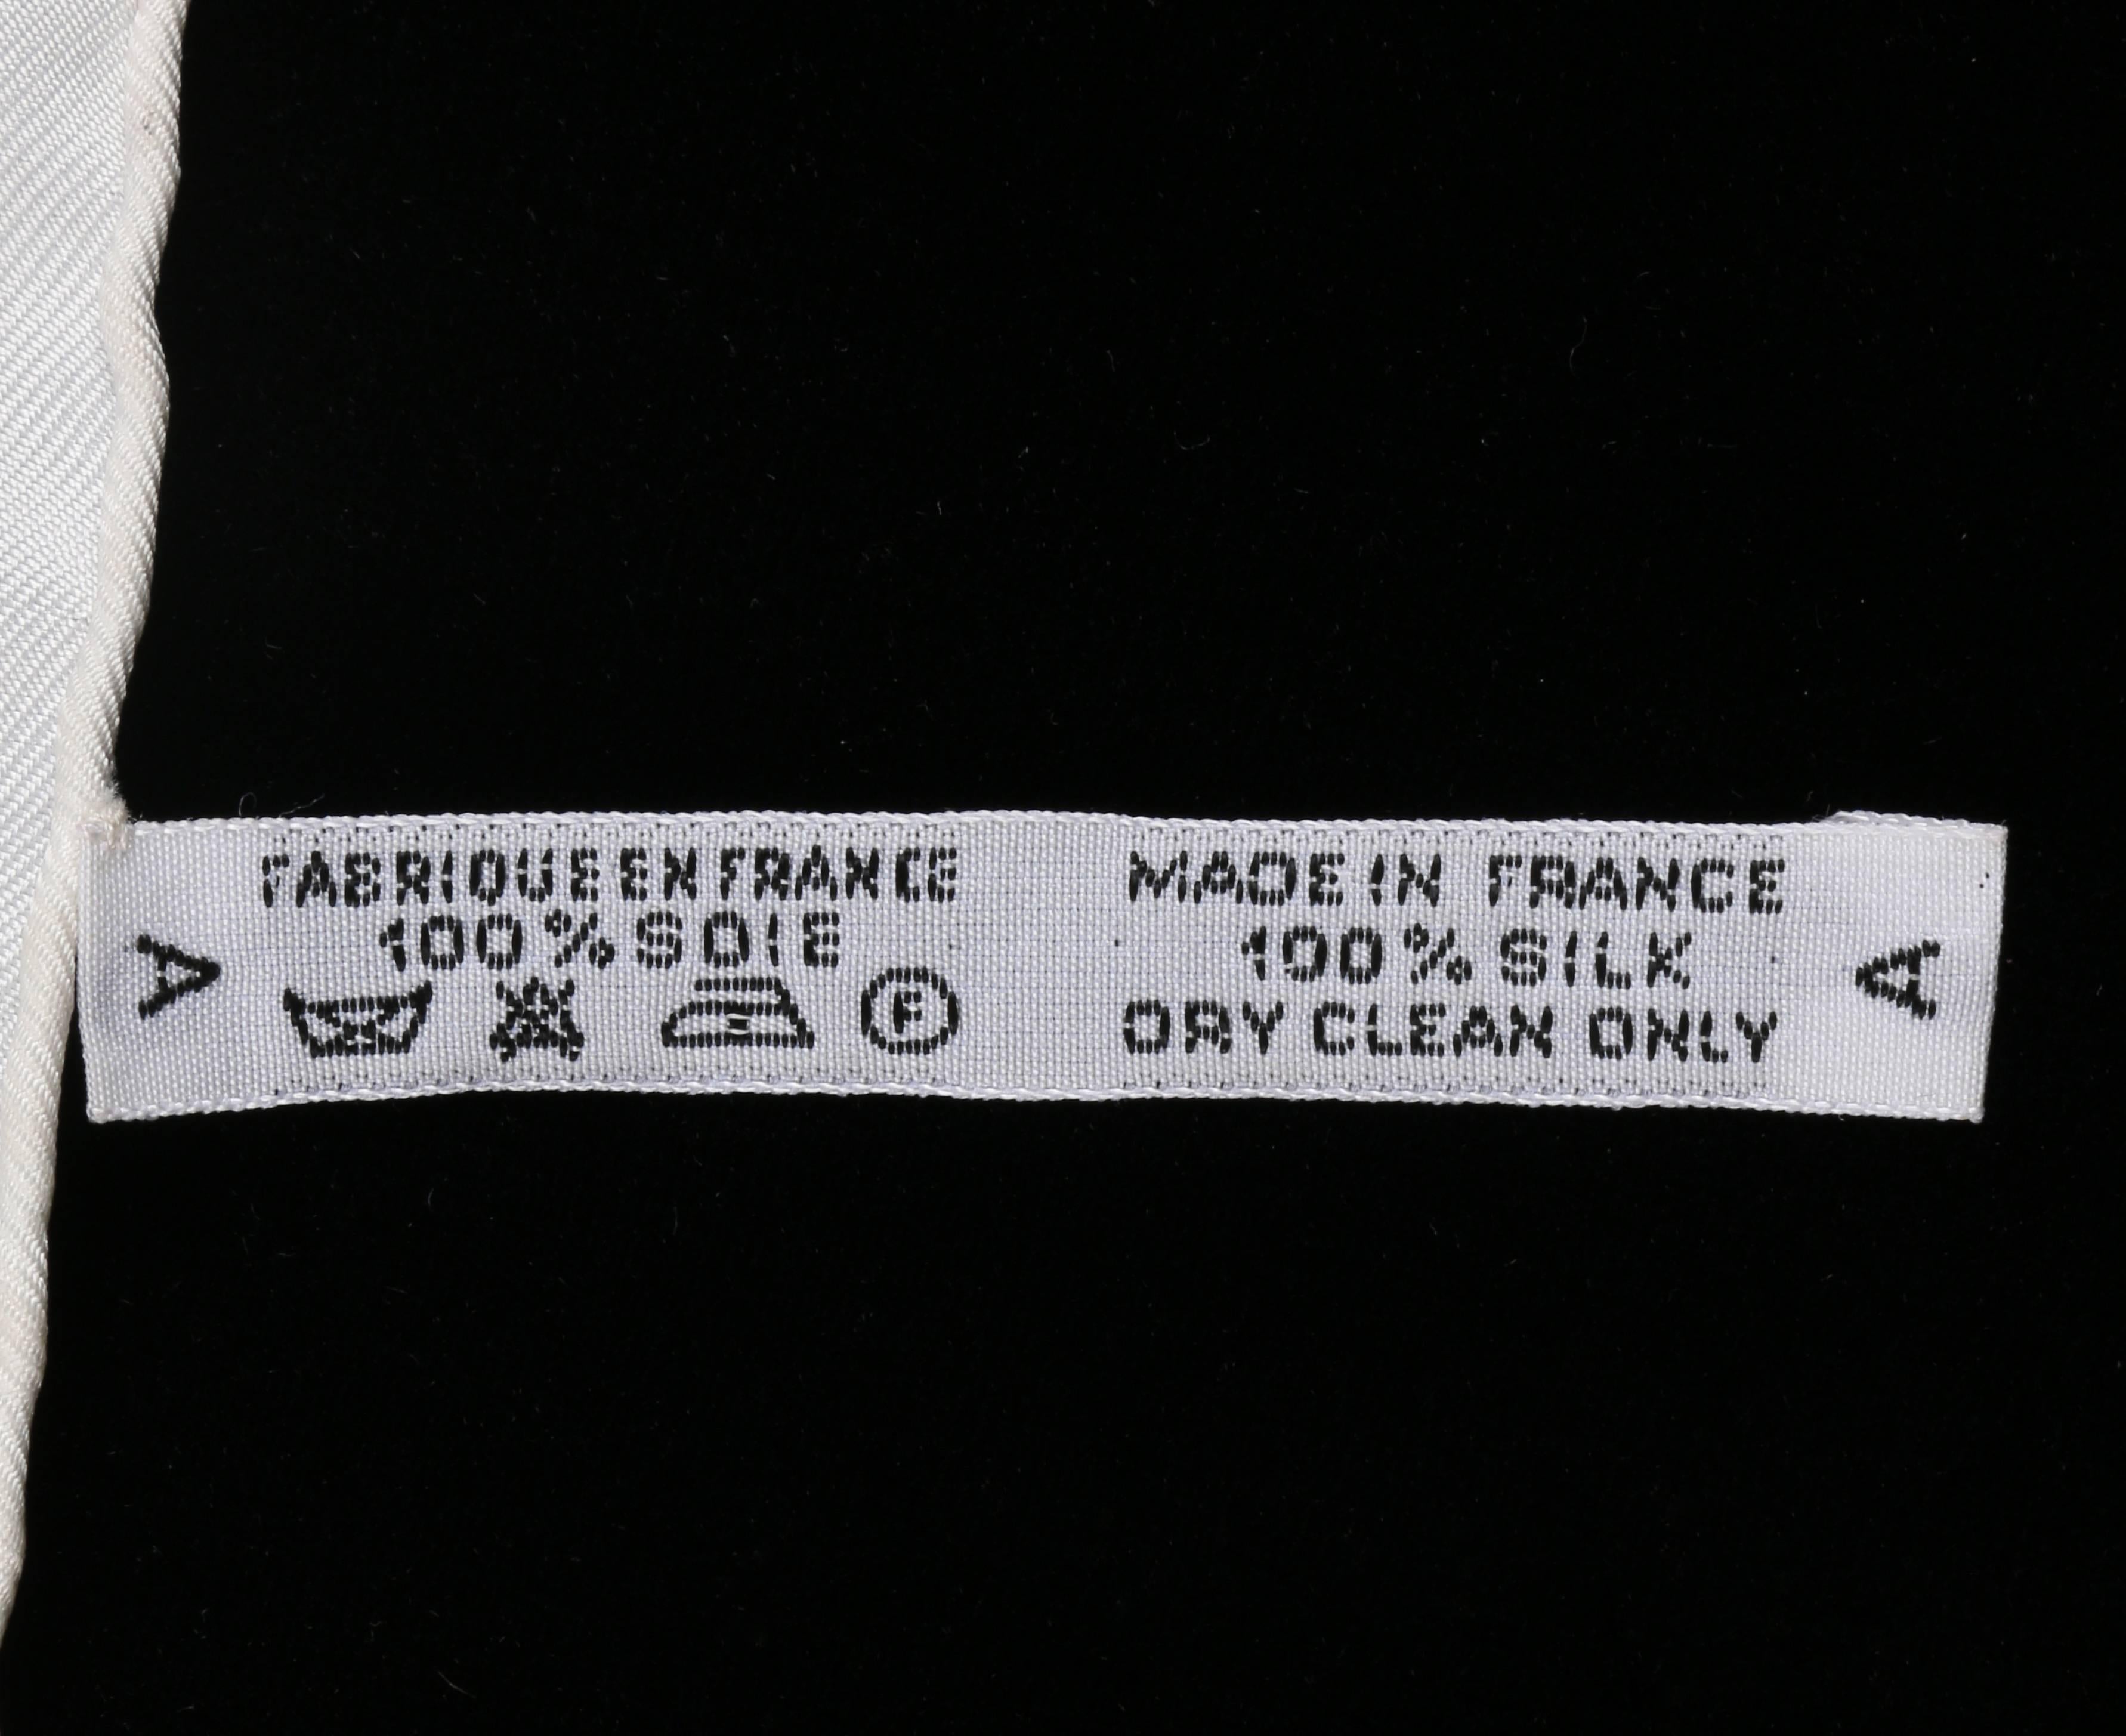 A
FABRIQUE EN FRANCE
100% SOIE
F
MADE IN FRANCE
100% SILK
DRY CLEAN ONLY
A